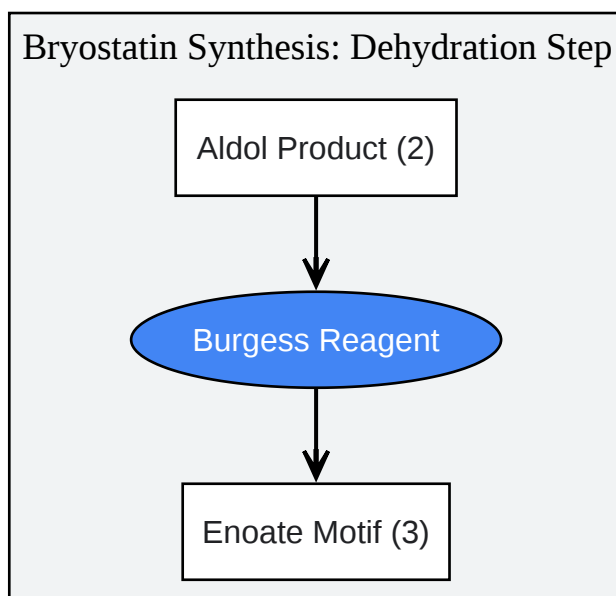 Bryostatin Synthesis: Dehydration Step
Aldol Product (2)
Burgess Reagent
Enoate Motif (3)